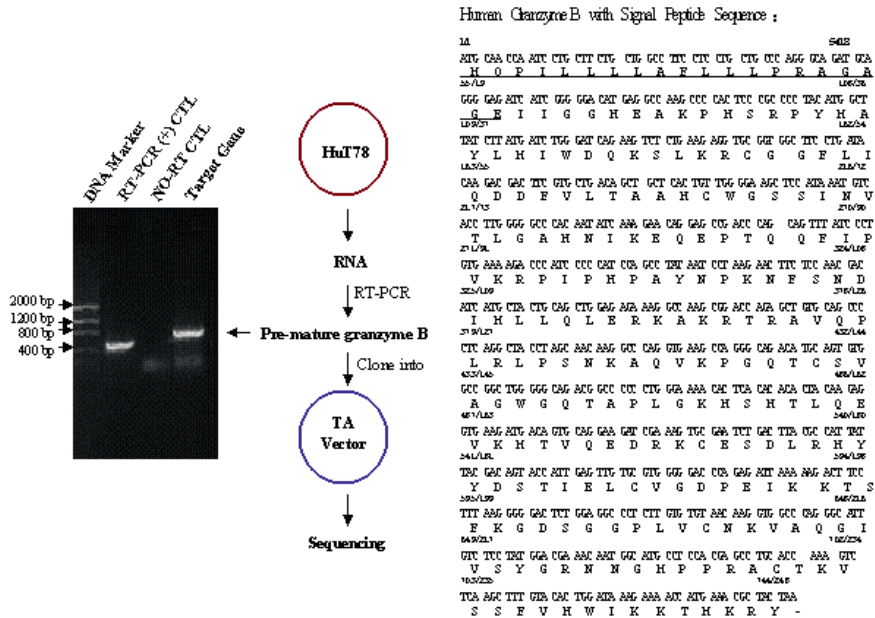 Human Granzyme B with Signal Peptide Sequence :
DNA Marker
RT-PCR (+) CTL
NO-RT CTL
Target Gene
2000 bp
1200 bp
800 bp
400 bp
HuT78
RNA
RT-PCR
Pre-mature granzyme B
Clone into
TA
Vector
Sequencing
ATG CAA CCA ATC CTG CTT CTG CTG GCC TTC CTC CTG CTG CCC AGG GCA GAT GCA
M Q P I L L L L A F L L L P R A G A
GGG GAG ATC ATC GGG GGA CAT GAG GCC AAG CCC CAC TCC CGC CCC TAC ATG GCT
G E I I G G H E A K P H S R P Y M A
TAT CTT ATG ATC TGG GAT CAG AAG TCT CTG AAG AGG TGC GGT GGC TTC CTG ATA
Y L M I W D Q K S L K R C G G F L I
CAA GAC GAC TTC GTG CTG ACA GCT GCT CAC TGT TGG GGA AGC TCC ATA AAT GTC
Q D D F V L T A A H C W G S S I N V
ACC TTG GGG GCC CAC AAT ATC AAA GAA CAG GAG CCG ACC CAG CAG TTT ATC CCT
T L G A H N I K E Q E P T Q Q F I P
GTG AAA AGA CCC ATC CCC CAT CCA GCC TAT AAT CCT AAG AAC TTC TCC AAC GAC
V K R P I P H P A Y N P K N F S N D
ATC ATG CTA CTG CAG CTG GAG AGA AAG GCC AAG CGG ACC AGA GCT GTG CAG CCC
I M L L Q L E R K A K R T R A V Q P
CTC AGG CTA CCT AGC AAC AAG GCC CAG GTG AAG CCA GGG CAG ACA TGC AGT GTG
L R L P S N K A Q V K P G Q T C S V
GCC GGC TGG GGG CAG ACG GCC CCC CTG GGA AAA CAC TCA CAC ACA CTA CAA GAG
A G W G Q T A P L G K H S H T L Q E
GTG AAG ATG ACA GTG CAG GAA GAT CGA AAG TGC GAA TCT GAC TTA CGC CAT TAT
V K M T V Q E D R K C E S D L R H Y
TAC GAC AGT ACC ATT GAG TTG TGC GTG GGG GAC CCA GAG ATT AAA AAG ACT TCC
Y D S T I E L C V G D P E I K K T S
TTT AAG GGG GAC TCT GGA GGC CCT CTT GTG TGT AAC AAG GTG GCC CAG GGC ATT
F K G D S G G P L V C N K V A Q G I
GTC TCC TAT GGA CGA AAC AAT GGC ATG CCT CCA CGA GCC TGC ACC AAA GTC
V S Y G R N N G M P P R A C T K V
TCA AGC TTT GTA CAC TGG ATA AAG AAA ACC ATG AAA CGC TAC TAA
S S F V H W I K K T M K R Y -